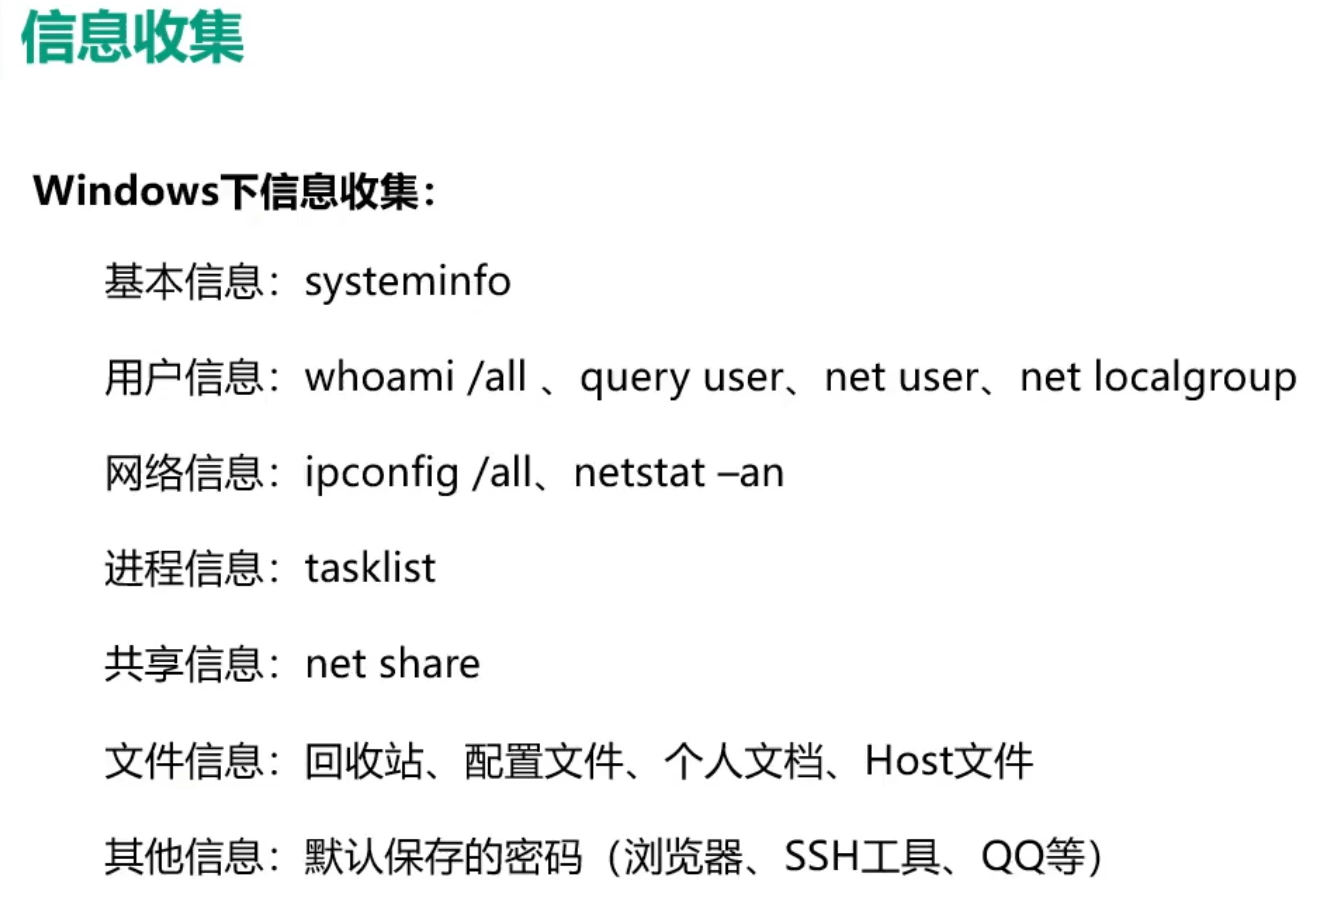 信息收集
Windows下信息收集：
基本信息：systeminfo
用户信息：whoami /all 、query user、net user、net localgroup
网络信息：ipconfig /all、netstat –an
进程信息：tasklist
共享信息：net share
文件信息：回收站、配置文件、个人文档、Host文件
其他信息：默认保存的密码（浏览器、SSH工具、QQ等）